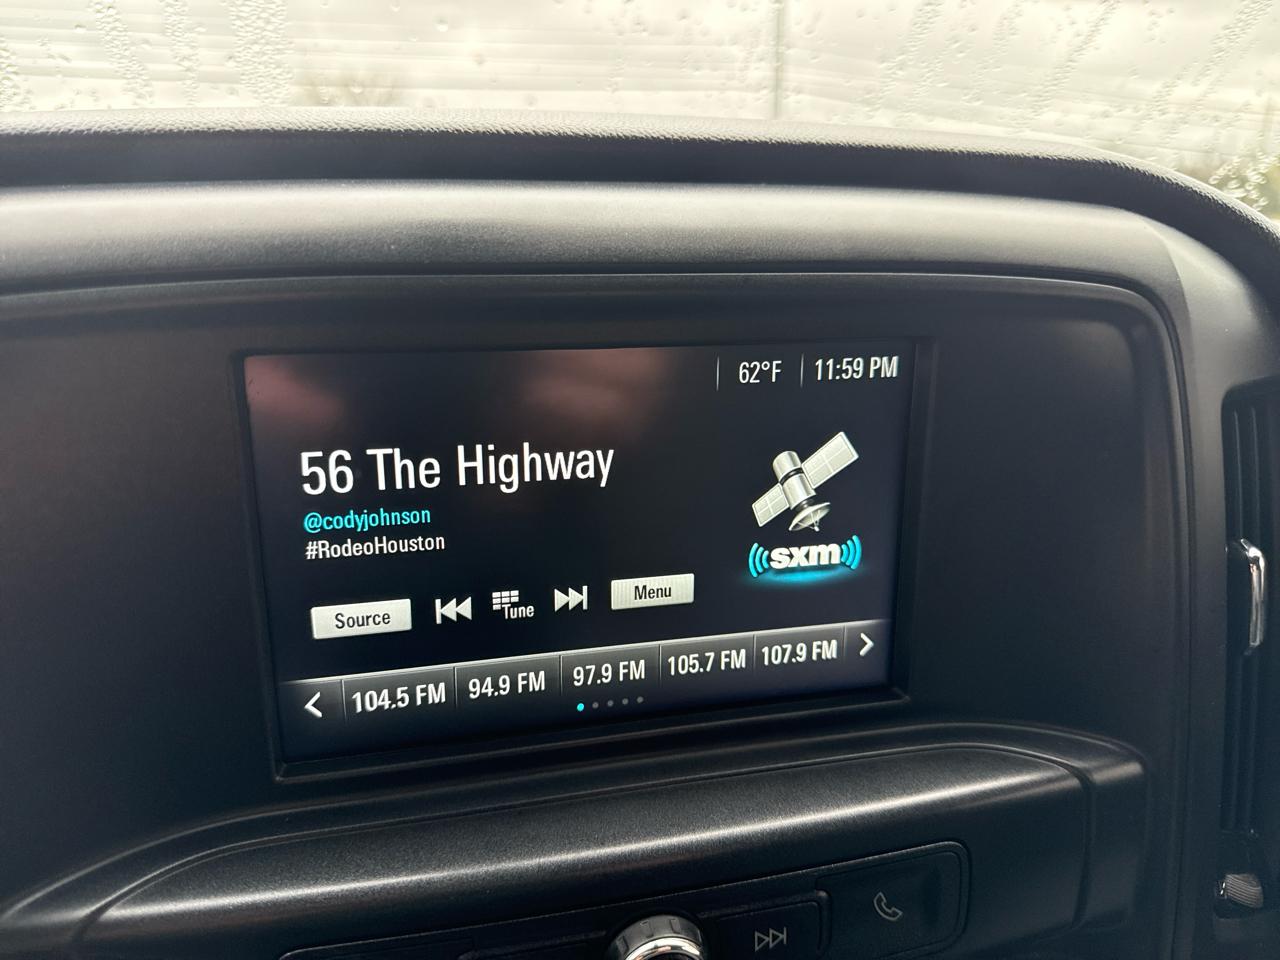 62°F
11:59 PM
56 The Highway
@codyjohnson
#RodeoHouston
sxm
Source
Tune
Menu
104.5 FM
94.9 FM
97.9 FM
105.7 FM
107.9 FM